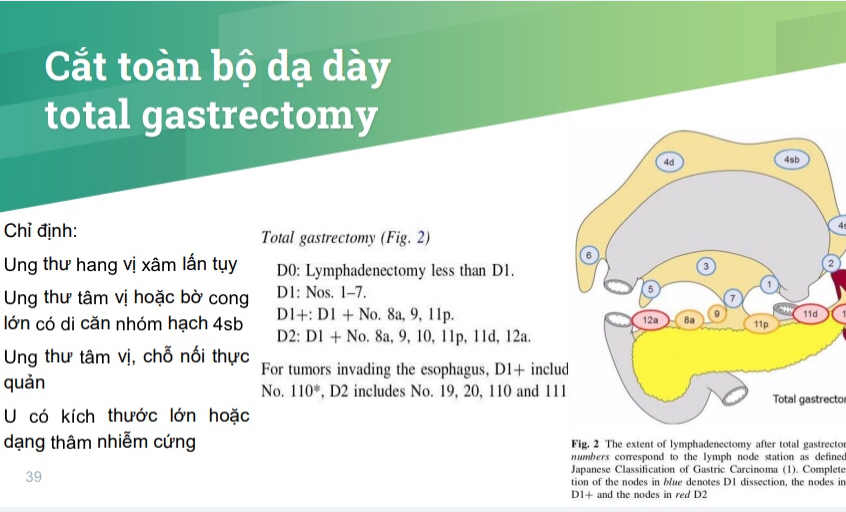 Cắt toàn bộ dạ dày
total gastrectomy
Chỉ định:
Ung thư hang vị xâm lấn tụy
Ung thư tâm vị hoặc bờ cong
lớn có di căn nhóm hạch 4sb
Ung thư tâm vị, chỗ nối thực
quản
U có kích thước lớn hoặc
dạng thâm nhiễm cứng
39
Total gastrectomy (Fig. 2)
D0: Lymphadenectomy less than D1.
D1: Nos. 1–7.
D1+: D1 + No. 8a, 9, 11p.
D2: D1 + No. 8a, 9, 10, 11p, 11d, 12a.
For tumors invading the esophagus, D1+ includ
No. 110*, D2 includes No. 19, 20, 110 and 111
4d
4sb
6
3
2
1
5
7
9
12a
8a
11p
11d
Total gastrector
Fig. 2 The extent of lymphadenectomy after total gastrector
numbers correspond to the lymph node station as defined
Japanese Classification of Gastric Carcinoma (1). Complete
tion of the nodes in blue denotes D1 dissection, the nodes in
D1+ and the nodes in red D2